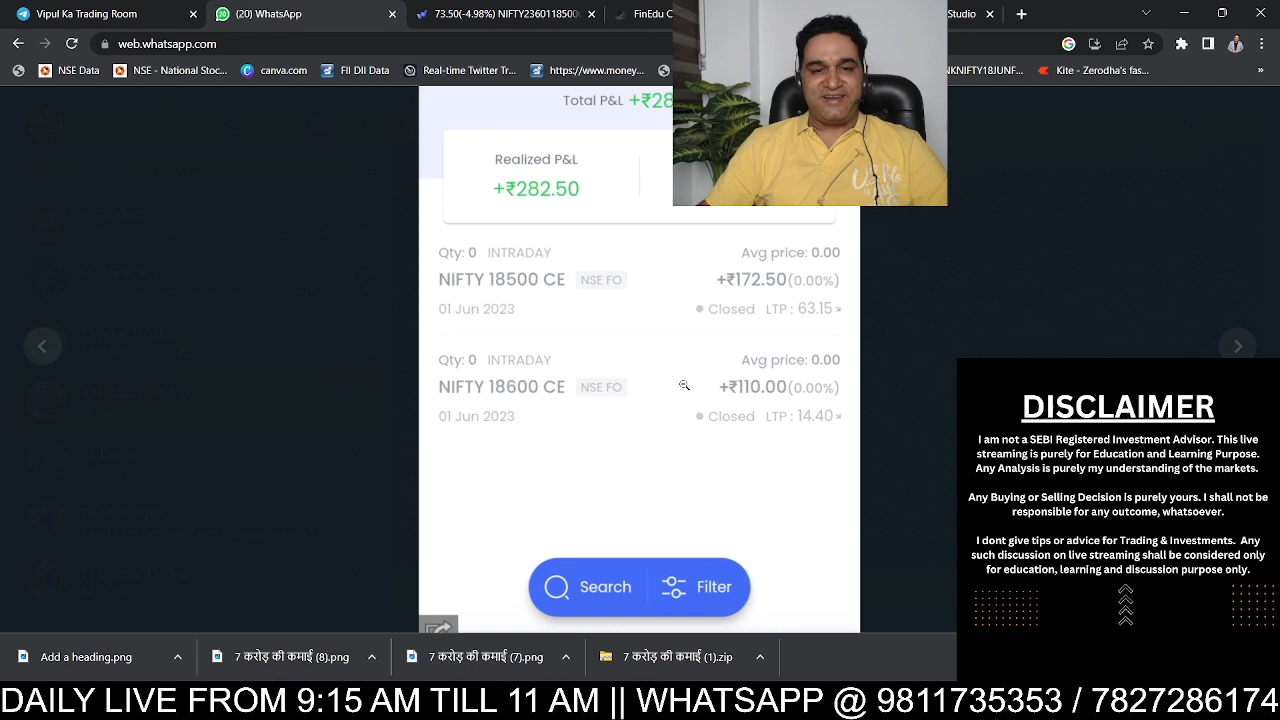 Vipul Ka Trading Room
(20) WhatsApp
73.50(-4.98%) NIFTY2360118500
FinEdu
Studio
web.whatsapp.com
NSE Data
- National Stoc...
canva.com
FII DII Data
Real-time Twitter Tr...
https://www.money...
NKNIFTY18JUNF...
Kite - Zerodha's fas...
Total P&L +₹28
Realized P&L
+₹282.50
Qty: 0 INTRADAY
Avg price: 0.00
NIFTY 18500 CE NSE FO
+₹172.50(0.00%)
01 Jun 2023
Closed LTP : 63.15
Qty: 0 INTRADAY
Avg price: 0.00
NIFTY 18600 CE NSE FO
+₹110.00(0.00%)
01 Jun 2023
Closed LTP : 14.40
Search
Filter
DISCLAIMER
I am not a SEBI Registered Investment Advisor. This live
streaming is purely for Education and Learning Purpose.
Any Analysis is purely my understanding of the markets.
Any Buying or Selling Decision is purely yours. I shall not be
responsible for any outcome, whatsoever.
I dont give tips or advice for Trading & Investments. Any
such discussion on live streaming shall be considered only
for education, learning and discussion purpose only.
Add a heading.png
7 करोड़ की कमाई (8).png
7 करोड़ की कमाई (7).png
7 करोड़ की कमाई (1).zip
DAILY LIVE FROM 9:15 AM TILL 11 AM || WHATSAPP @ 9811735353 / 7827286174